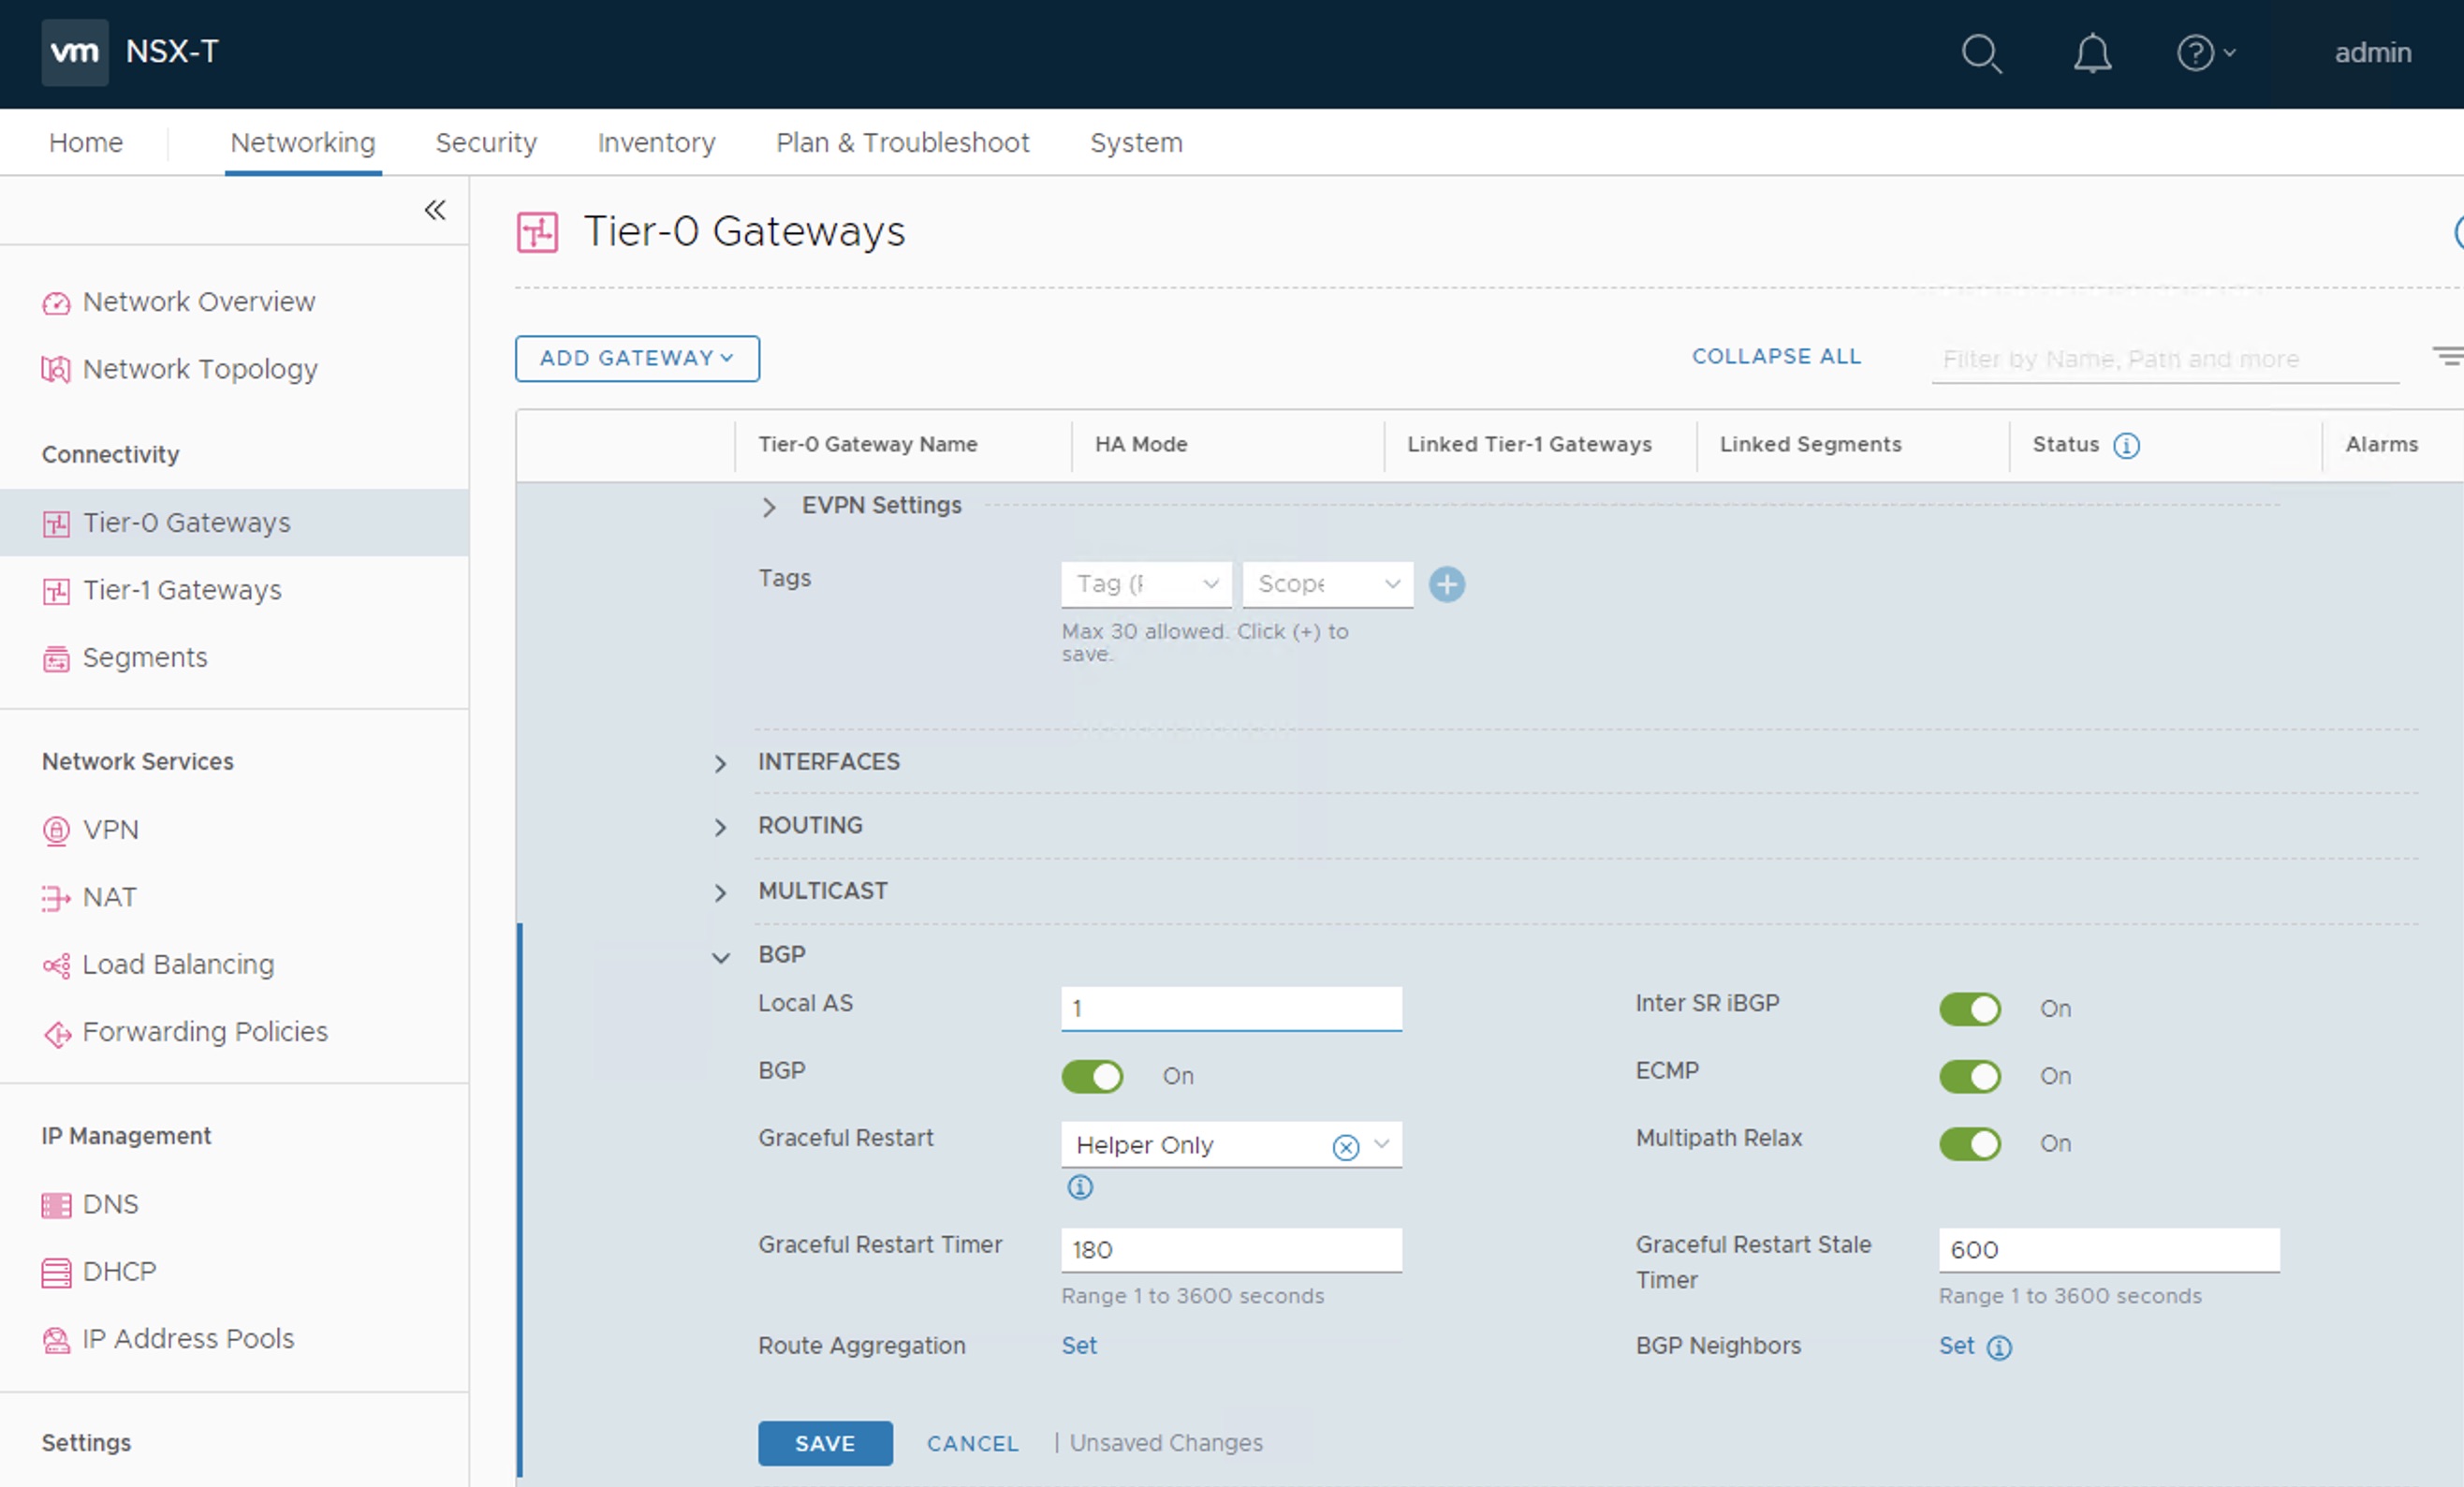 vm NSX-T admin
Home Networking Security Inventory Plan & Troubleshoot System
Network Overview
Network Topology
Connectivity
Tier-0 Gateways
Tier-1 Gateways
Segments
Network Services
VPN
NAT
Load Balancing
Forwarding Policies
IP Management
DNS
DHCP
IP Address Pools
Settings
Tier-0 Gateways
ADD GATEWAY COLLAPSE ALL Filter by Name, Path and more
Tier-0 Gateway Name HA Mode Linked Tier-1 Gateways Linked Segments Status Alarms
EVPN Settings
Tags Tag ( Scope
Max 30 allowed. Click (+) to
save.
INTERFACES
ROUTING
MULTICAST
BGP
Local AS 1 Inter SR iBGP On
BGP On ECMP On
Graceful Restart Helper Only Multipath Relax On
Graceful Restart Timer 180 Graceful Restart Stale 600
Timer
Range 1 to 3600 seconds Range 1 to 3600 seconds
Route Aggregation Set BGP Neighbors Set
SAVE CANCEL | Unsaved Changes